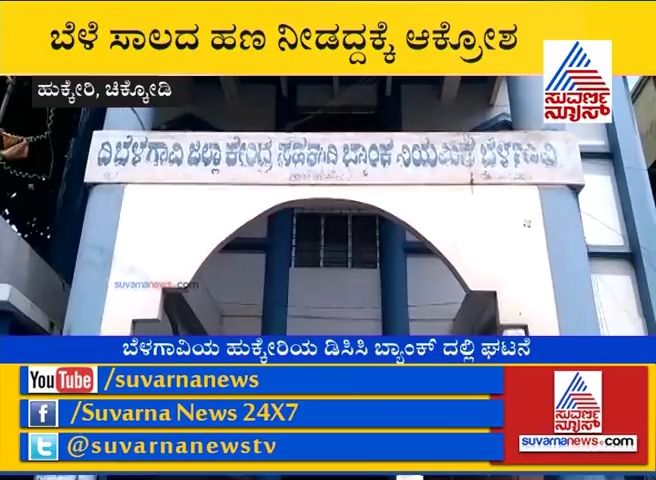 ಬೆಳೆ ಸಾಲದ ಹಣ ನೀಡದ್ದಕ್ಕೆ ಆಕ್ರೋಶ
ಸುವರ್ಣ
ನ್ಯೂಸ್
ಹುಕ್ಕೇರಿ, ಚಿಕ್ಕೋಡಿ
ದಿ ಬೆಳಗಾವಿ ಜಿಲ್ಲಾ ಕೇಂದ್ರ ಸಹಕಾರಿ ಬ್ಯಾಂಕ ನಿಯಮಿತ ಬೆಳಗಾವಿ
suvarnanews.com
ಬೆಳಗಾವಿಯ ಹುಕ್ಕೇರಿಯ ಡಿಸಿಸಿ ಬ್ಯಾಂಕ್ ದಲ್ಲಿ ಘಟನೆ
YouTube /suvarnanews
f /Suvarna News 24X7
t @suvarnanewstv
ಸುವರ್ಣ
ನ್ಯೂಸ್
suvarnanews.com